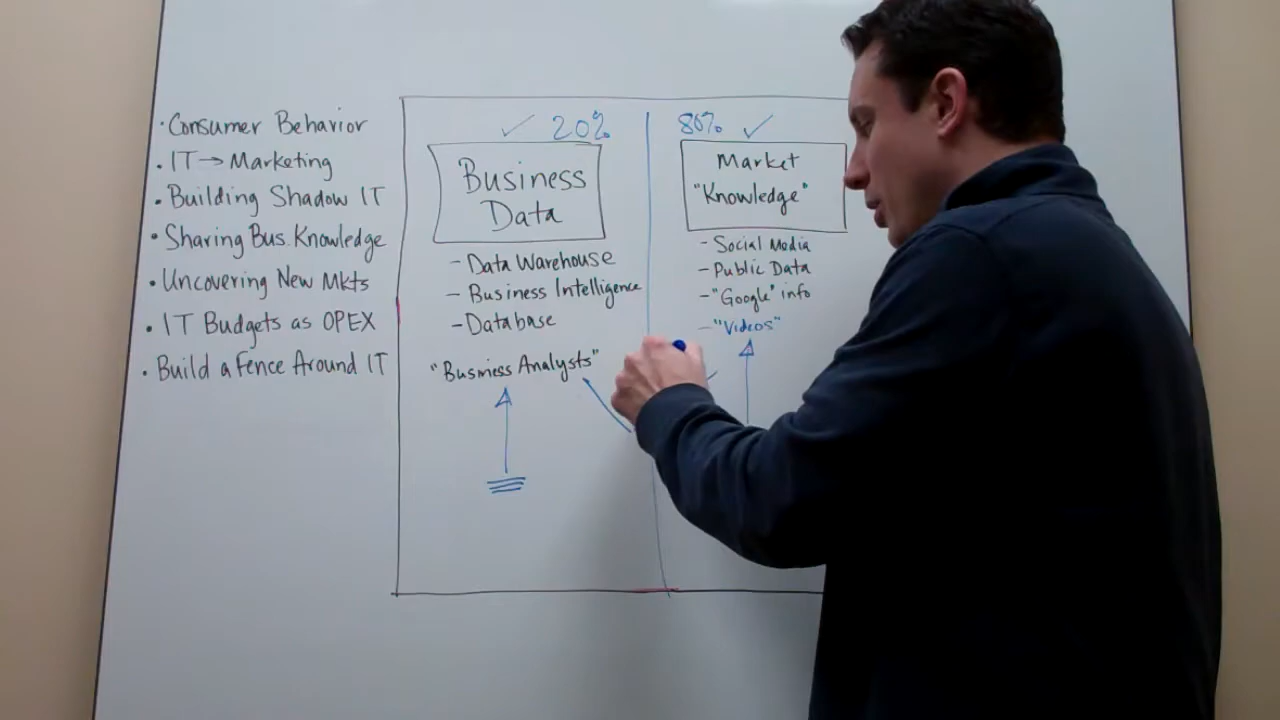 · Consumer Behavior
· IT → Marketing
· Building Shadow IT
· Sharing Bus. Knowledge
· Uncovering New Mkts
· IT Budgets as OPEX
· Build a Fence Around IT
✓ 20%
Business
Data
- Data Warehouse
- Business Intelligence
- Database
"Business Analysts"
80% ✓
Market
"Knowledge"
- Social Media
- Public Data
- "Google" info
- "Videos"